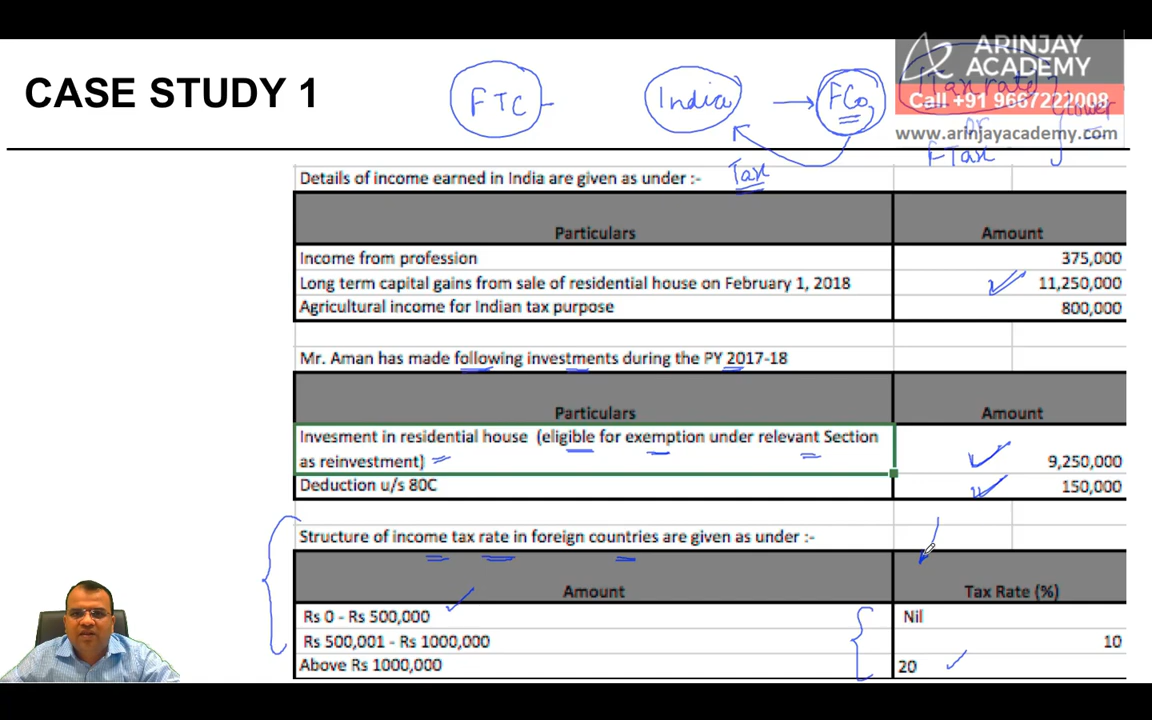 CASE STUDY 1
FTC
India
FCo,
ARINJAY
ACADEMY
Tax rate
Call +91 9667222008
lower
www.arinjayacademy.com
or
FTax
Tax
Details of income earned in India are given as under :-
Particulars Amount
Income from profession 375,000
Long term capital gains from sale of residential house on February 1, 2018 11,250,000
Agricultural income for Indian tax purpose 800,000
Mr. Aman has made following investments during the PY 2017-18
Particulars Amount
Invesment in residential house (eligible for exemption under relevant Section
as reinvestment) 9,250,000
Deduction u/s 80C 150,000
Structure of income tax rate in foreign countries are given as under :-
Amount Tax Rate (%)
Rs 0 - Rs 500,000 Nil
Rs 500,001 - Rs 1000,000 10
Above Rs 1000,000 20